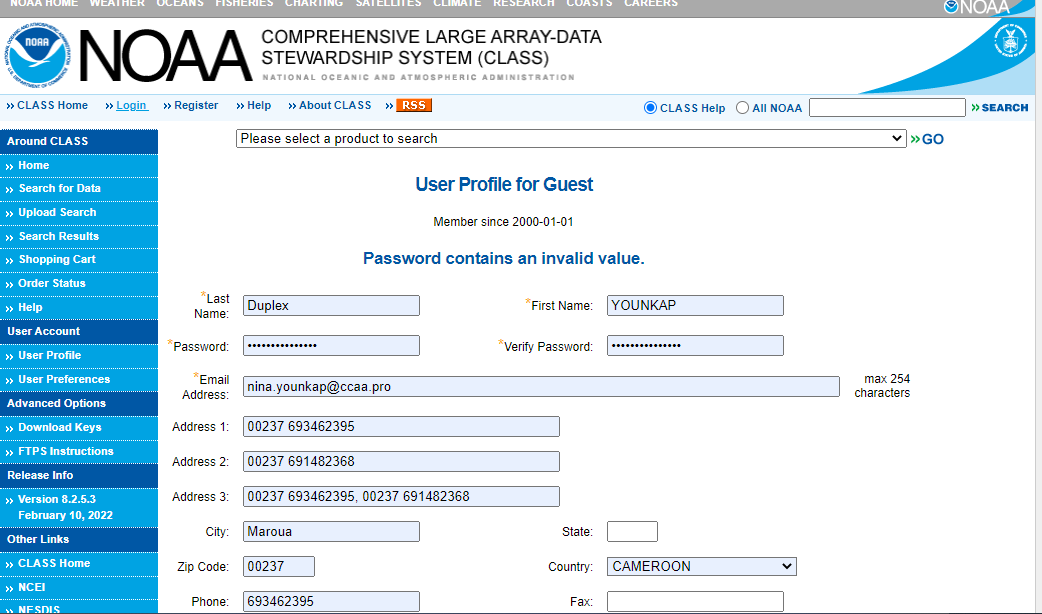 NOAA HOME WEATHER OCEANS FISHERIES CHARTING SATELLITES CLIMATE RESEARCH COASTS CAREERS
NOAA
NOAA
NOAA
COMPREHENSIVE LARGE ARRAY-DATA
STEWARDSHIP SYSTEM (CLASS)
NATIONAL OCEANIC AND ATMOSPHERIC ADMINISTRATION
» CLASS Home » Login » Register » Help » About CLASS » RSS
CLASS Help All NOAA » SEARCH
Please select a product to search » GO
Around CLASS
» Home
» Search for Data
» Upload Search
» Search Results
» Shopping Cart
» Order Status
» Help
User Account
» User Profile
» User Preferences
Advanced Options
» Download Keys
» FTPS Instructions
Release Info
» Version 8.2.5.3
February 10, 2022
Other Links
» CLASS Home
» NCEI
» NESDIS
User Profile for Guest
Member since 2000-01-01
Password contains an invalid value.
*Last Name: Duplex *First Name: YOUNKAP
*Password: ••••••••••••••• *Verify Password: •••••••••••••••
*Email Address: nina.younkap@ccaa.pro max 254 characters
Address 1: 00237 693462395
Address 2: 00237 691482368
Address 3: 00237 693462395, 00237 691482368
City: Maroua State:
Zip Code: 00237 Country: CAMEROON
Phone: 693462395 Fax: